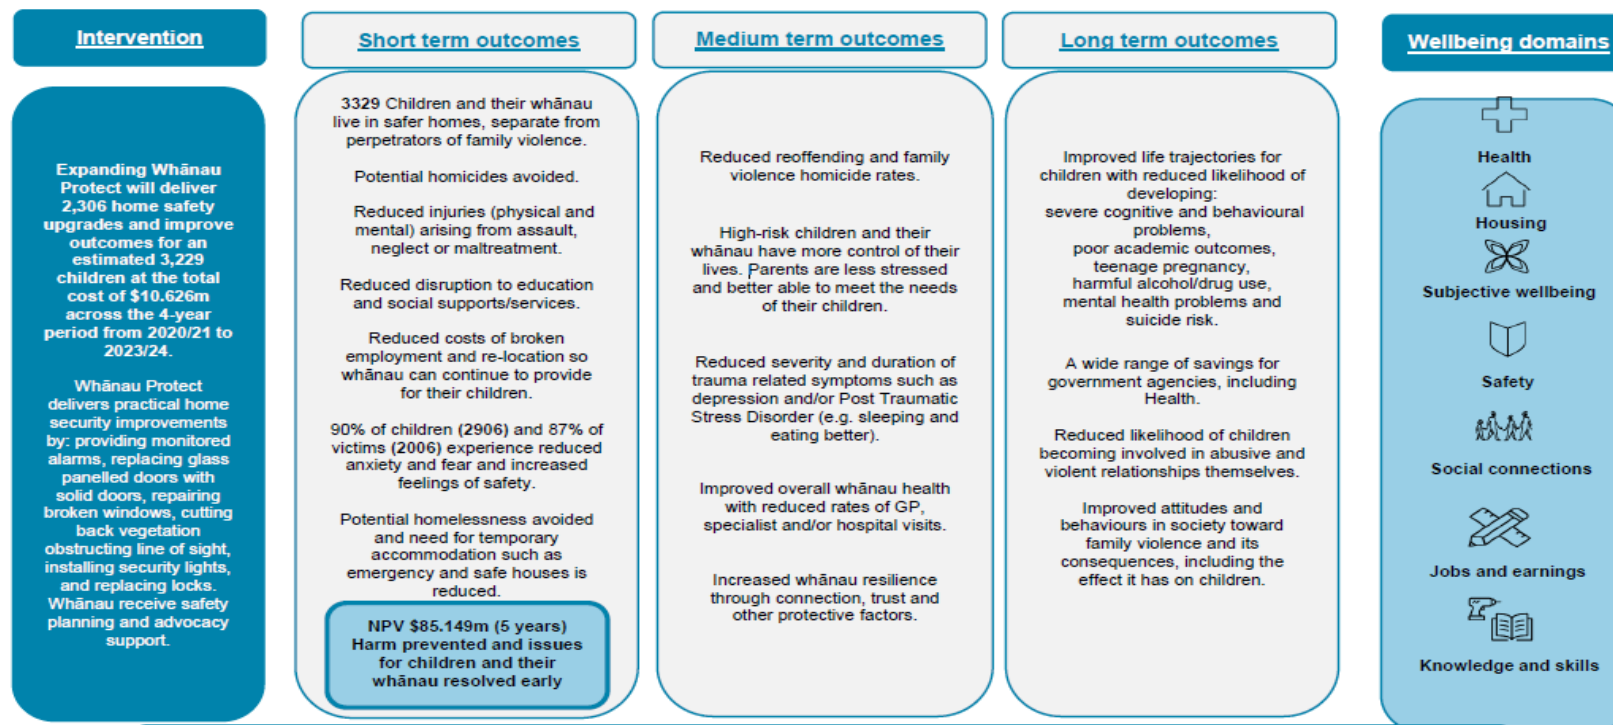 Intervention
Expanding Whānau
Protect will deliver
2,306 home safety
upgrades and improve
outcomes for an
estimated 3,229
children at the total
cost of $10.626m
across the 4-year
period from 2020/21 to
2023/24.
Whānau Protect
delivers practical home
security improvements
by: providing monitored
alarms, replacing glass
panelled doors with
solid doors, repairing
broken windows, cutting
back vegetation
obstructing line of sight,
installing security lights,
and replacing locks.
Whānau receive safety
planning and advocacy
support.
Short term outcomes
3329 Children and their whānau
live in safer homes, separate from
perpetrators of family violence.
Potential homicides avoided.
Reduced injuries (physical and
mental) arising from assault,
neglect or maltreatment.
Reduced disruption to education
and social supports/services.
Reduced costs of broken
employment and re-location so
whānau can continue to provide
for their children.
90% of children (2906) and 87% of
victims (2006) experience reduced
anxiety and fear and increased
feelings of safety.
Potential homelessness avoided
and need for temporary
accommodation such as
emergency and safe houses is
reduced.
NPV $85.149m (5 years)
Harm prevented and issues
for children and their
whānau resolved early
Medium term outcomes
Reduced reoffending and family
violence homicide rates.
High-risk children and their
whānau have more control of their
lives. Parents are less stressed
and better able to meet the needs
of their children.
Reduced severity and duration of
trauma related symptoms such as
depression and/or Post Traumatic
Stress Disorder (e.g. sleeping and
eating better).
Improved overall whānau health
with reduced rates of GP,
specialist and/or hospital visits.
Increased whānau resilience
through connection, trust and
other protective factors.
Long term outcomes
Improved life trajectories for
children with reduced likelihood of
developing:
severe cognitive and behavioural
problems,
poor academic outcomes,
teenage pregnancy,
harmful alcohol/drug use,
mental health problems and
suicide risk.
A wide range of savings for
government agencies, including
Health.
Reduced likelihood of children
becoming involved in abusive and
violent relationships themselves.
Improved attitudes and
behaviours in society toward
family violence and its
consequences, including the
effect it has on children.
Wellbeing domains
Health
Housing
Subjective wellbeing
Safety
Social connections
Jobs and earnings
Knowledge and skills